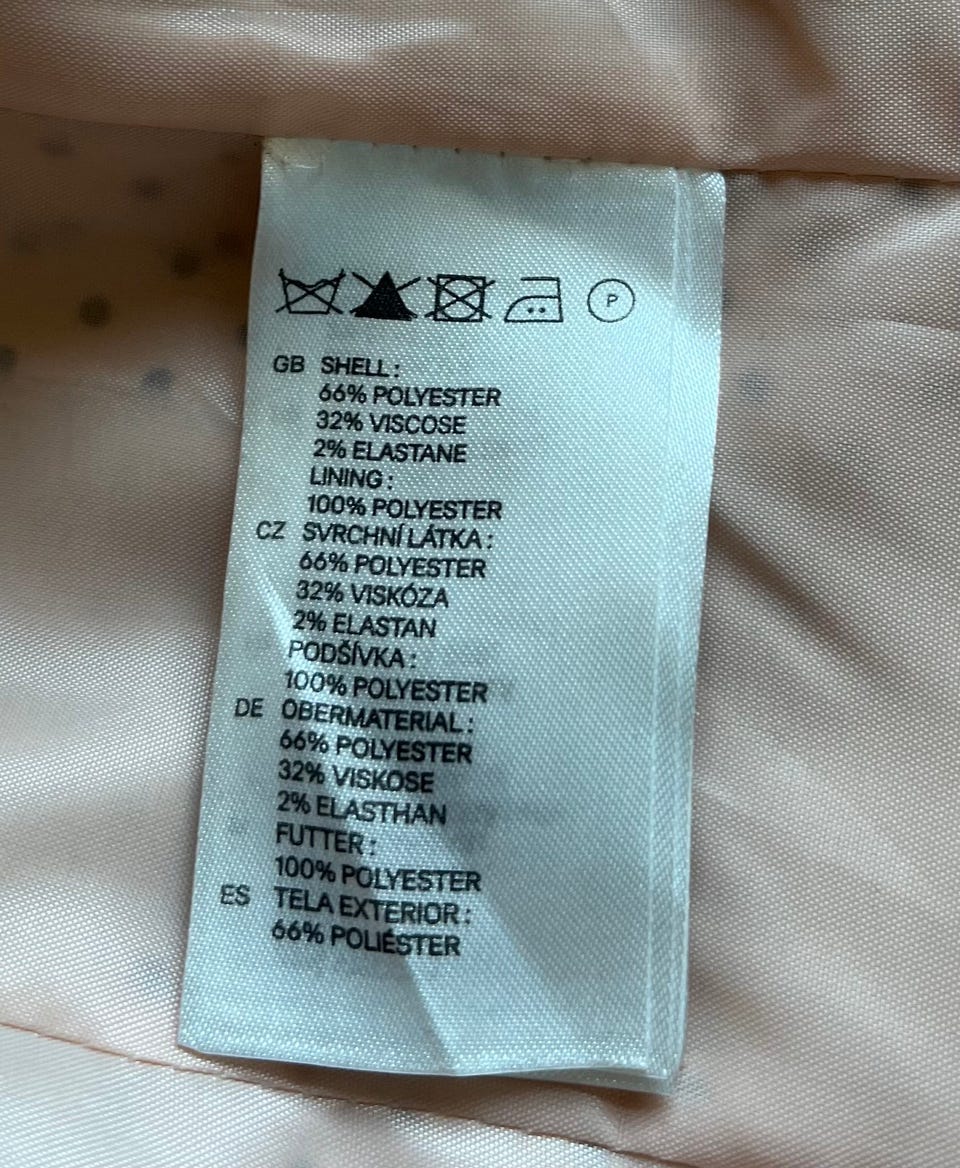 P
GB SHELL :
66% POLYESTER
32% VISCOSE
2% ELASTANE
LINING :
100% POLYESTER
CZ SVRCHNÍ LÁTKA :
66% POLYESTER
32% VISKÓZA
2% ELASTAN
PODŠÍVKA :
100% POLYESTER
DE OBERMATERIAL :
66% POLYESTER
32% VISKOSE
2% ELASTHAN
FUTTER :
100% POLYESTER
ES TELA EXTERIOR :
66% POLIÉSTER